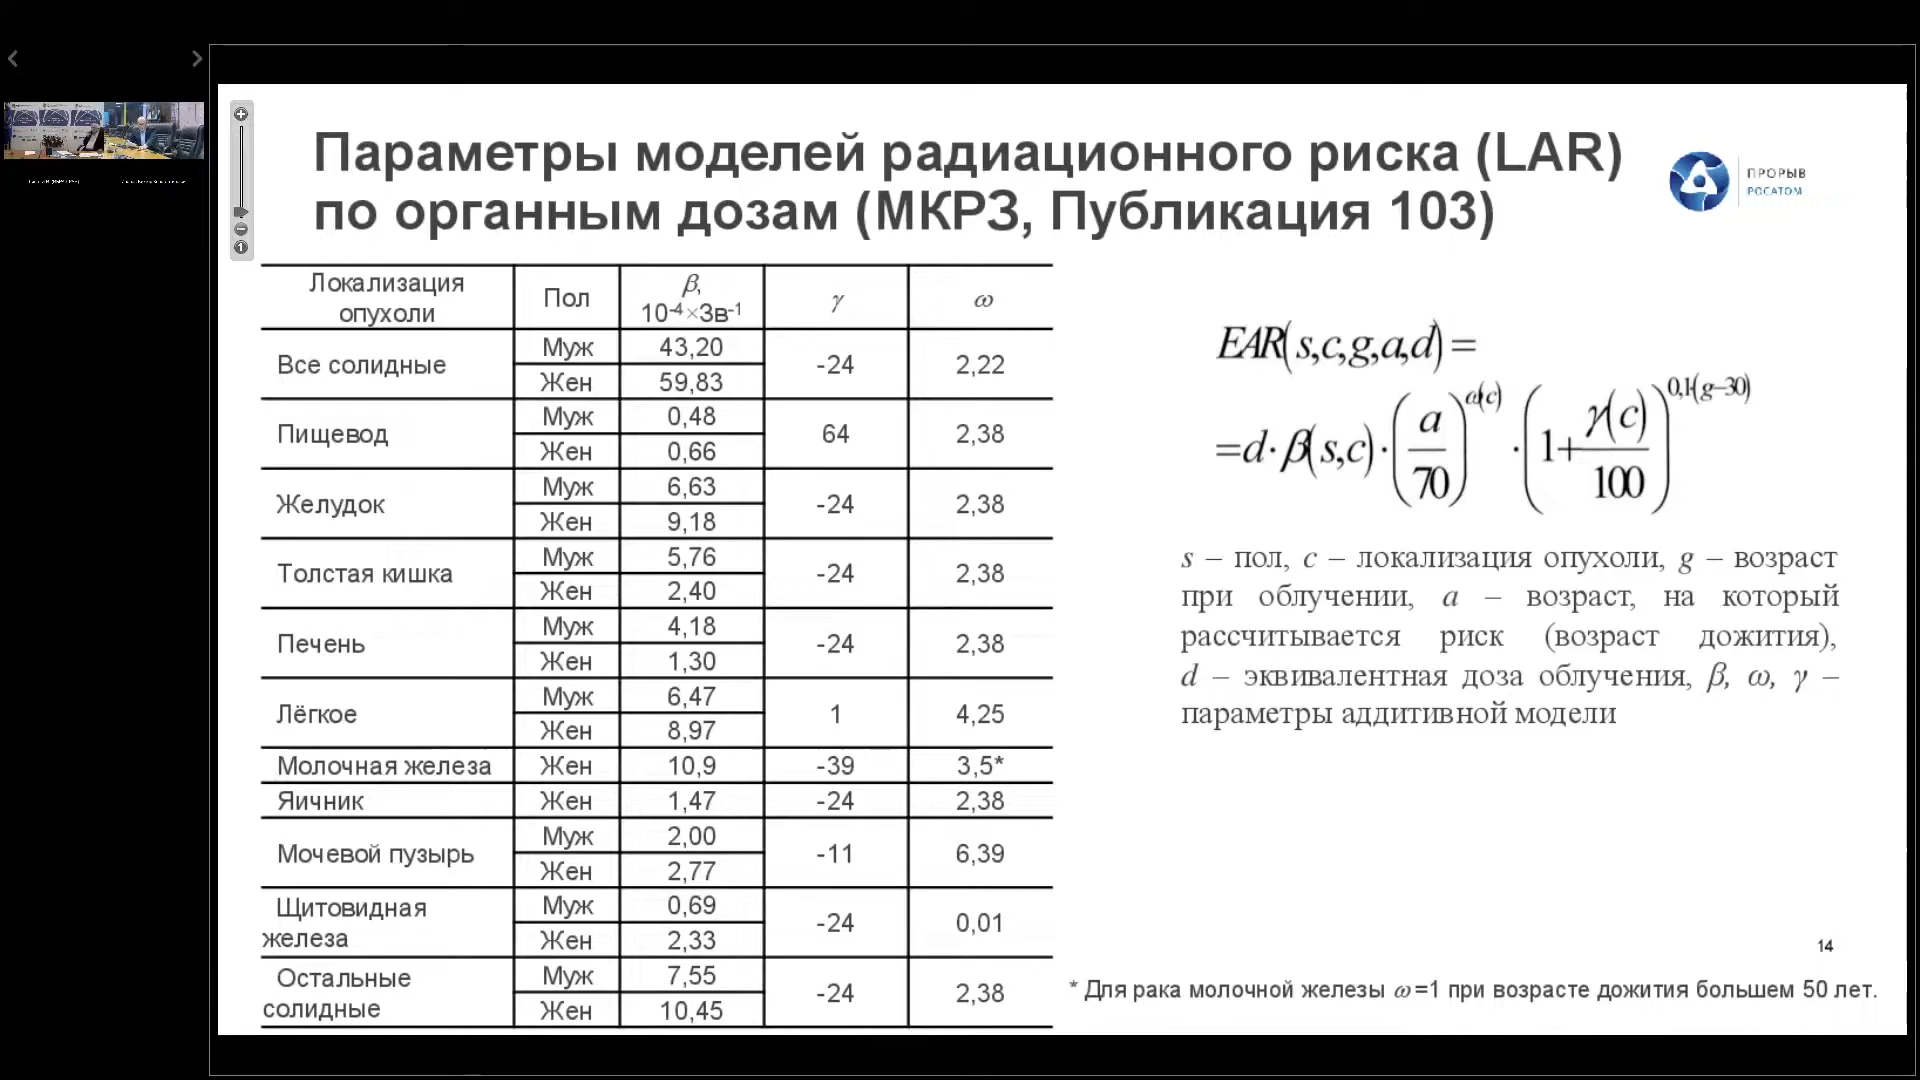 Параметры моделей радиационного риска (LAR)
по органным дозам (МКРЗ, Публикация 103)
ПРОРЫВ
РОСАТОМ
Локализация опухоли Пол β, 10⁻⁴×Зв⁻¹ γ ω
Все солидные Муж 43,20 -24 2,22
Жен 59,83
Пищевод Муж 0,48 64 2,38
Жен 0,66
Желудок Муж 6,63 -24 2,38
Жен 9,18
Толстая кишка Муж 5,76 -24 2,38
Жен 2,40
Печень Муж 4,18 -24 2,38
Жен 1,30
Лёгкое Муж 6,47 1 4,25
Жен 8,97
Молочная железа Жен 10,9 -39 3,5*
Яичник Жен 1,47 -24 2,38
Мочевой пузырь Муж 2,00 -11 6,39
Жен 2,77
Щитовидная железа Муж 0,69 -24 0,01
Жен 2,33
Остальные солидные Муж 7,55 -24 2,38
Жен 10,45
EAR(s,c,g,a,d)=
=d·β(s,c)·(a/70)^ω(c)·(1+γ(c)/100)^0,1·(g–30)
s – пол, c – локализация опухоли, g – возраст
при облучении, a – возраст, на который
рассчитывается риск (возраст дожития),
d – эквивалентная доза облучения, β, ω, γ –
параметры аддитивной модели
14
* Для рака молочной железы ω=1 при возрасте дожития большем 50 лет.